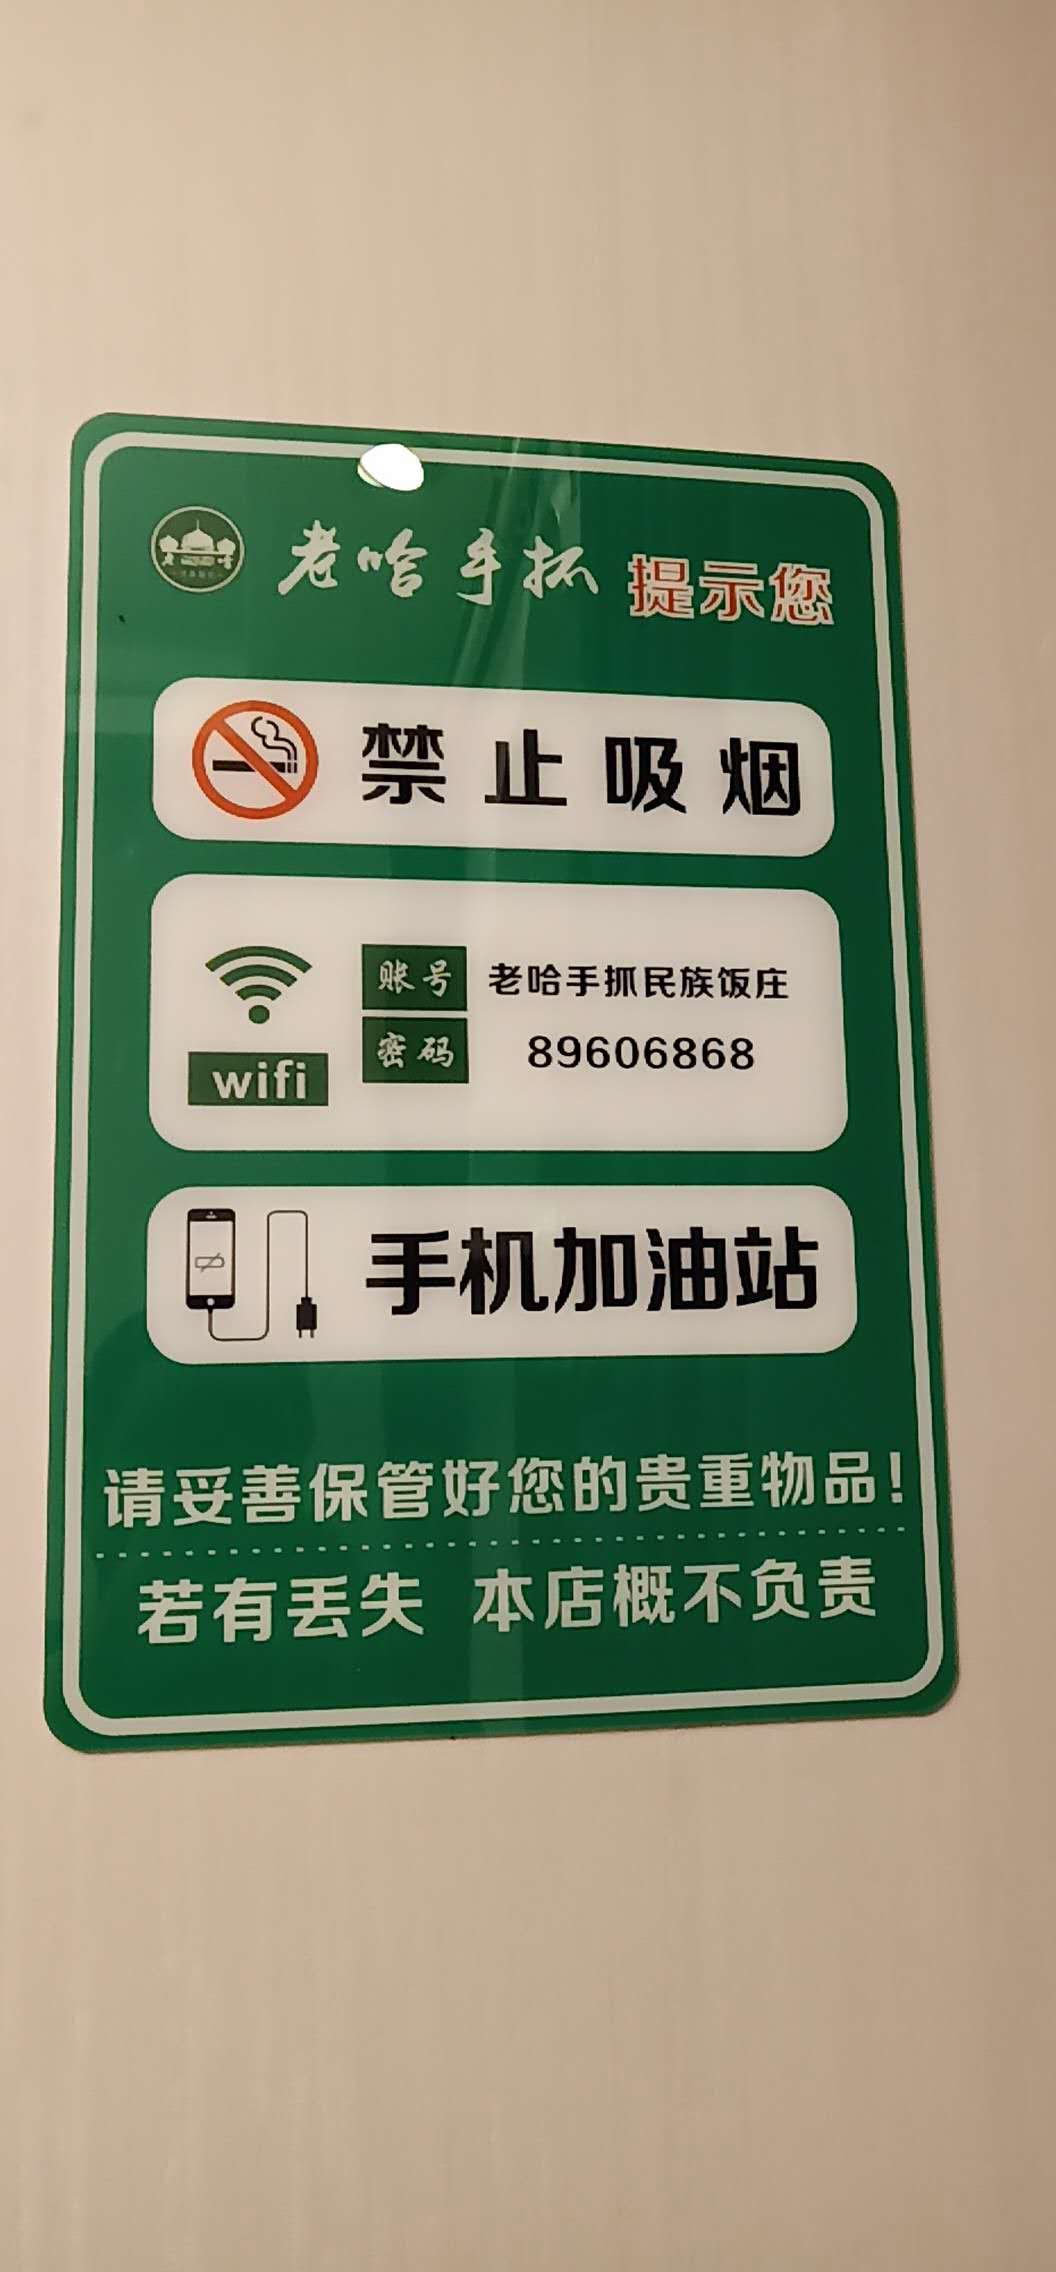 老哈手抓 提示您
禁止吸烟
账号 老哈手抓民族饭庄
wifi 密码 89606868
手机加油站
请妥善保管好您的贵重物品!
若有丢失 本店概不负责